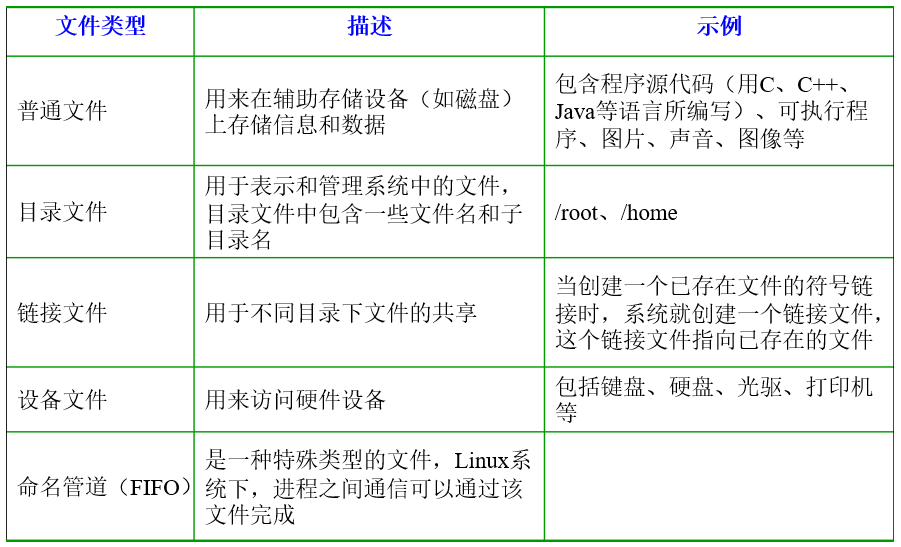 文件类型
描述
示例
普通文件
用来在辅助存储设备（如磁盘）
上存储信息和数据
包含程序源代码（用C、C++、
Java等语言所编写）、可执行程
序、图片、声音、图像等
目录文件
用于表示和管理系统中的文件，
目录文件中包含一些文件名和子
目录名
/root、/home
链接文件
用于不同目录下文件的共享
当创建一个已存在文件的符号链
接时，系统就创建一个链接文件，
这个链接文件指向已存在的文件
设备文件
用来访问硬件设备
包括键盘、硬盘、光驱、打印机
等
命名管道（FIFO）
是一种特殊类型的文件，Linux系
统下，进程之间通信可以通过该
文件完成